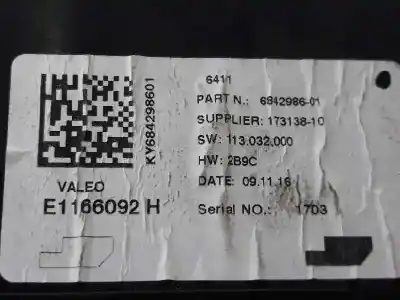 6411
PART N.: 6842986-01
SUPPLIER: 173138-10
SW: 113.032.000
HW: 2B9C
DATE: 09.11.16
Serial NO.: 1703
KY684298601
VALEO
E1166092 H